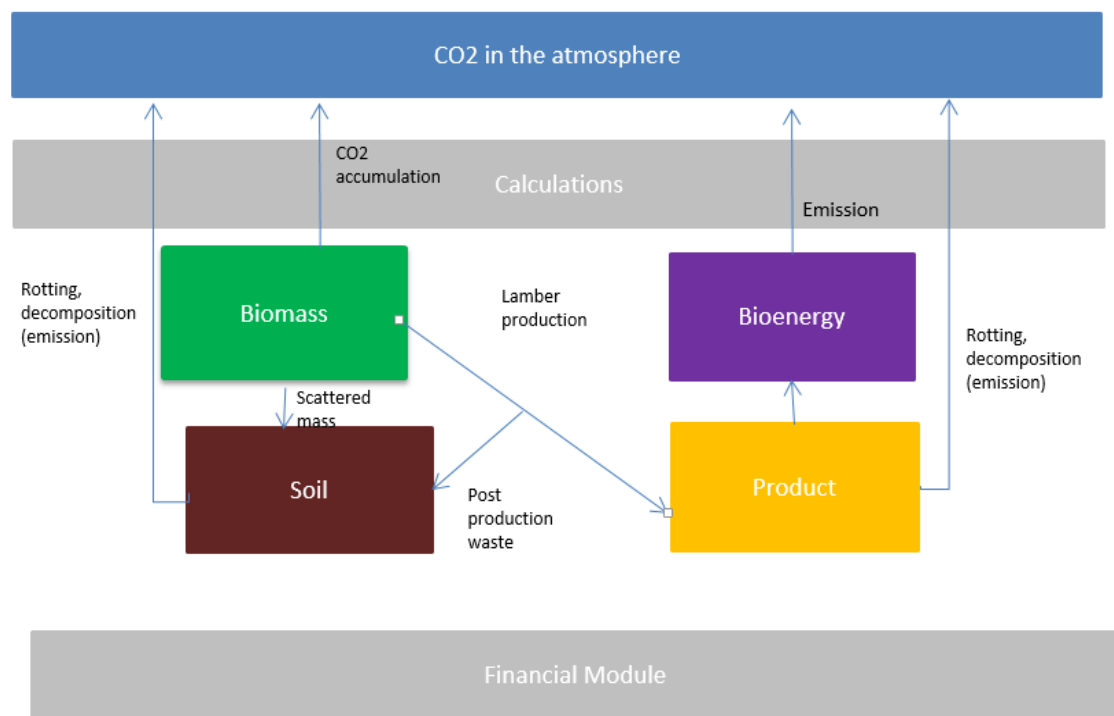 CO2 in the atmosphere
CO2
accumulation
Calculations
Emission
Rotting,
decomposition
(emission)
Biomass
Lamber
production
Bioenergy
Rotting,
decomposition
(emission)
Scattered
mass
Soil
Post
production
waste
Product
Financial Module